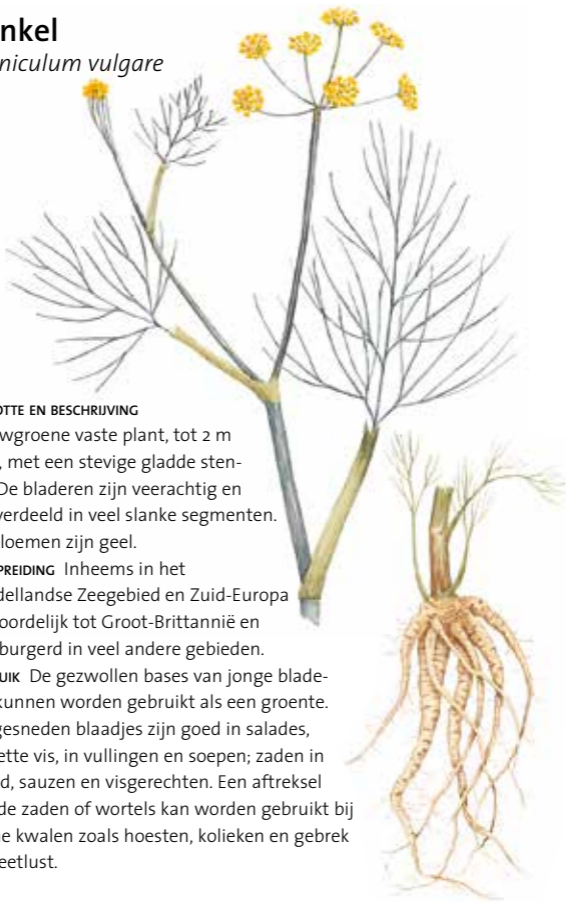 nkel
niculum vulgare
OTTE EN BESCHRIJVING
wgroene vaste plant, tot 2 m
, met een stevige gladde sten-
De bladeren zijn veerachtig en
verdeeld in veel slanke segmenten.
loemen zijn geel.
PREIDING Inheems in het
dellandse Zeegebied en Zuid-Europa
oordelijk tot Groot-Brittannië en
burgerd in veel andere gebieden.
UIK De gezwollen bases van jonge blade-
kunnen worden gebruikt als een groente.
gesneden blaadjes zijn goed in salades,
ette vis, in vullingen en soepen; zaden in
d, sauzen en visgerechten. Een aftreksel
de zaden of wortels kan worden gebruikt bij
ne kwalen zoals hoesten, kolieken en gebrek
eetlust.